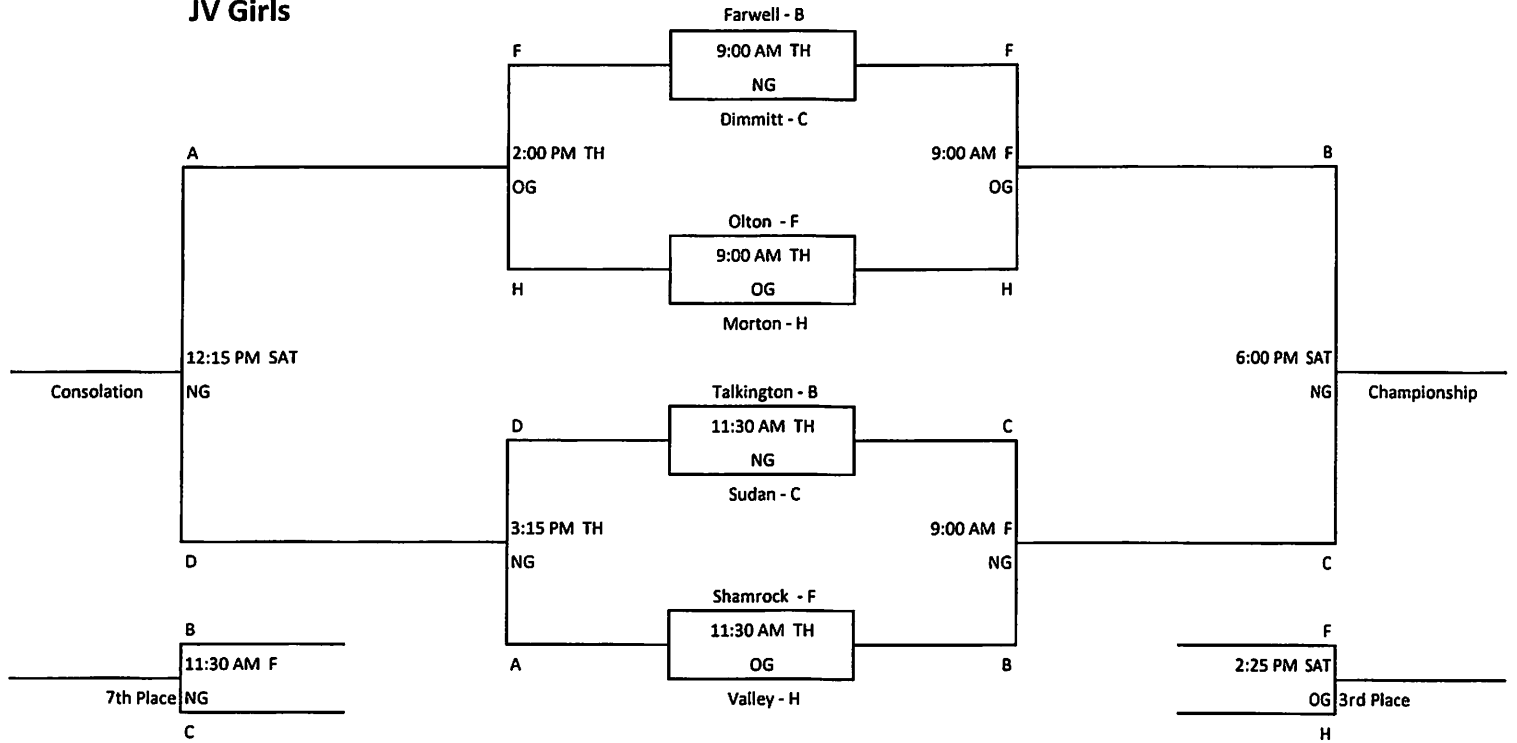 JV Girls
Farwell - B
F
9:00 AM TH
F
NG
Dimmitt - C
A
2:00 PM TH
9:00 AM F
B
OG
OG
Olton - F
9:00 AM TH
H
OG
H
Morton - H
12:15 PM SAT
6:00 PM SAT
Consolation
NG
Talkington - B
NG
Championship
D
11:30 AM TH
C
NG
Sudan - C
3:15 PM TH
9:00 AM F
D
NG
NG
C
Shamrock - F
B
11:30 AM TH
F
11:30 AM F
A
OG
B
2:25 PM SAT
7th Place
NG
Valley - H
OG
3rd Place
C
H